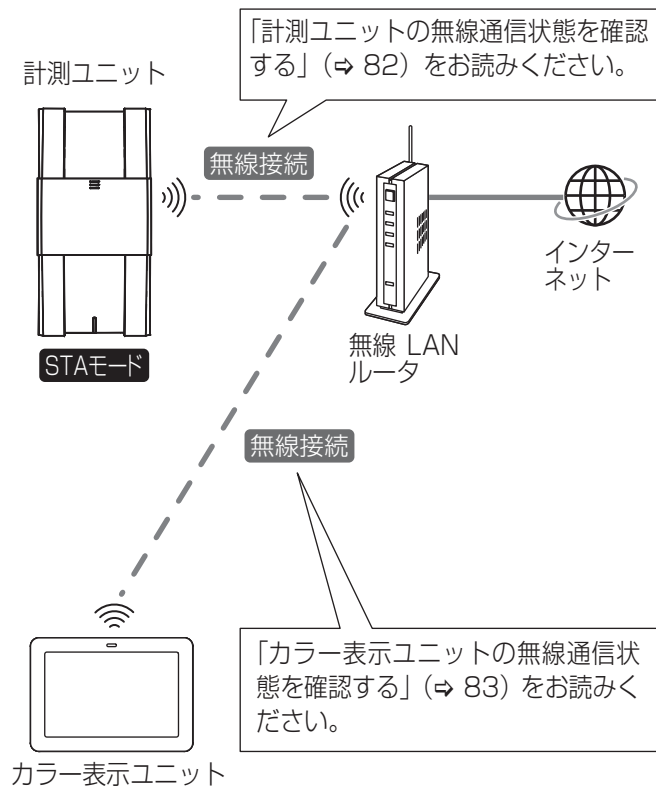 「計測ユニットの無線通信状態を確認
する」（⇨ 82）をお読みください。
計測ユニット
無線接続
インター
ネット
無線 LAN
ルータ
STAモード
無線接続
「カラー表示ユニットの無線通信状
態を確認する」（⇨ 83）をお読みく
ださい。
カラー表示ユニット